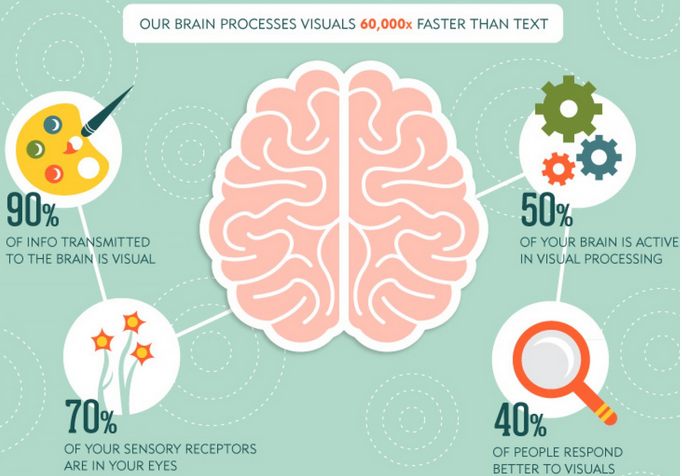 OUR BRAIN PROCESSES VISUALS 60,000x FASTER THAN TEXT
90%
OF INFO TRANSMITTED
TO THE BRAIN IS VISUAL
50%
OF YOUR BRAIN IS ACTIVE
IN VISUAL PROCESSING
70%
OF YOUR SENSORY RECEPTORS
ARE IN YOUR EYES
40%
OF PEOPLE RESPOND
BETTER TO VISUALS